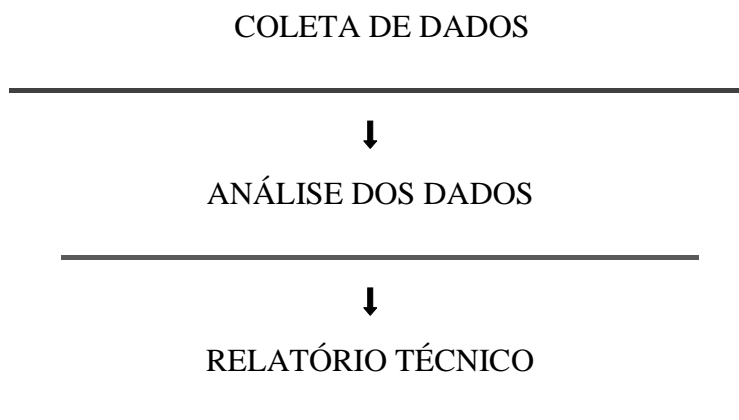 COLETA DE DADOS
ANÁLISE DOS DADOS
RELATÓRIO TÉCNICO